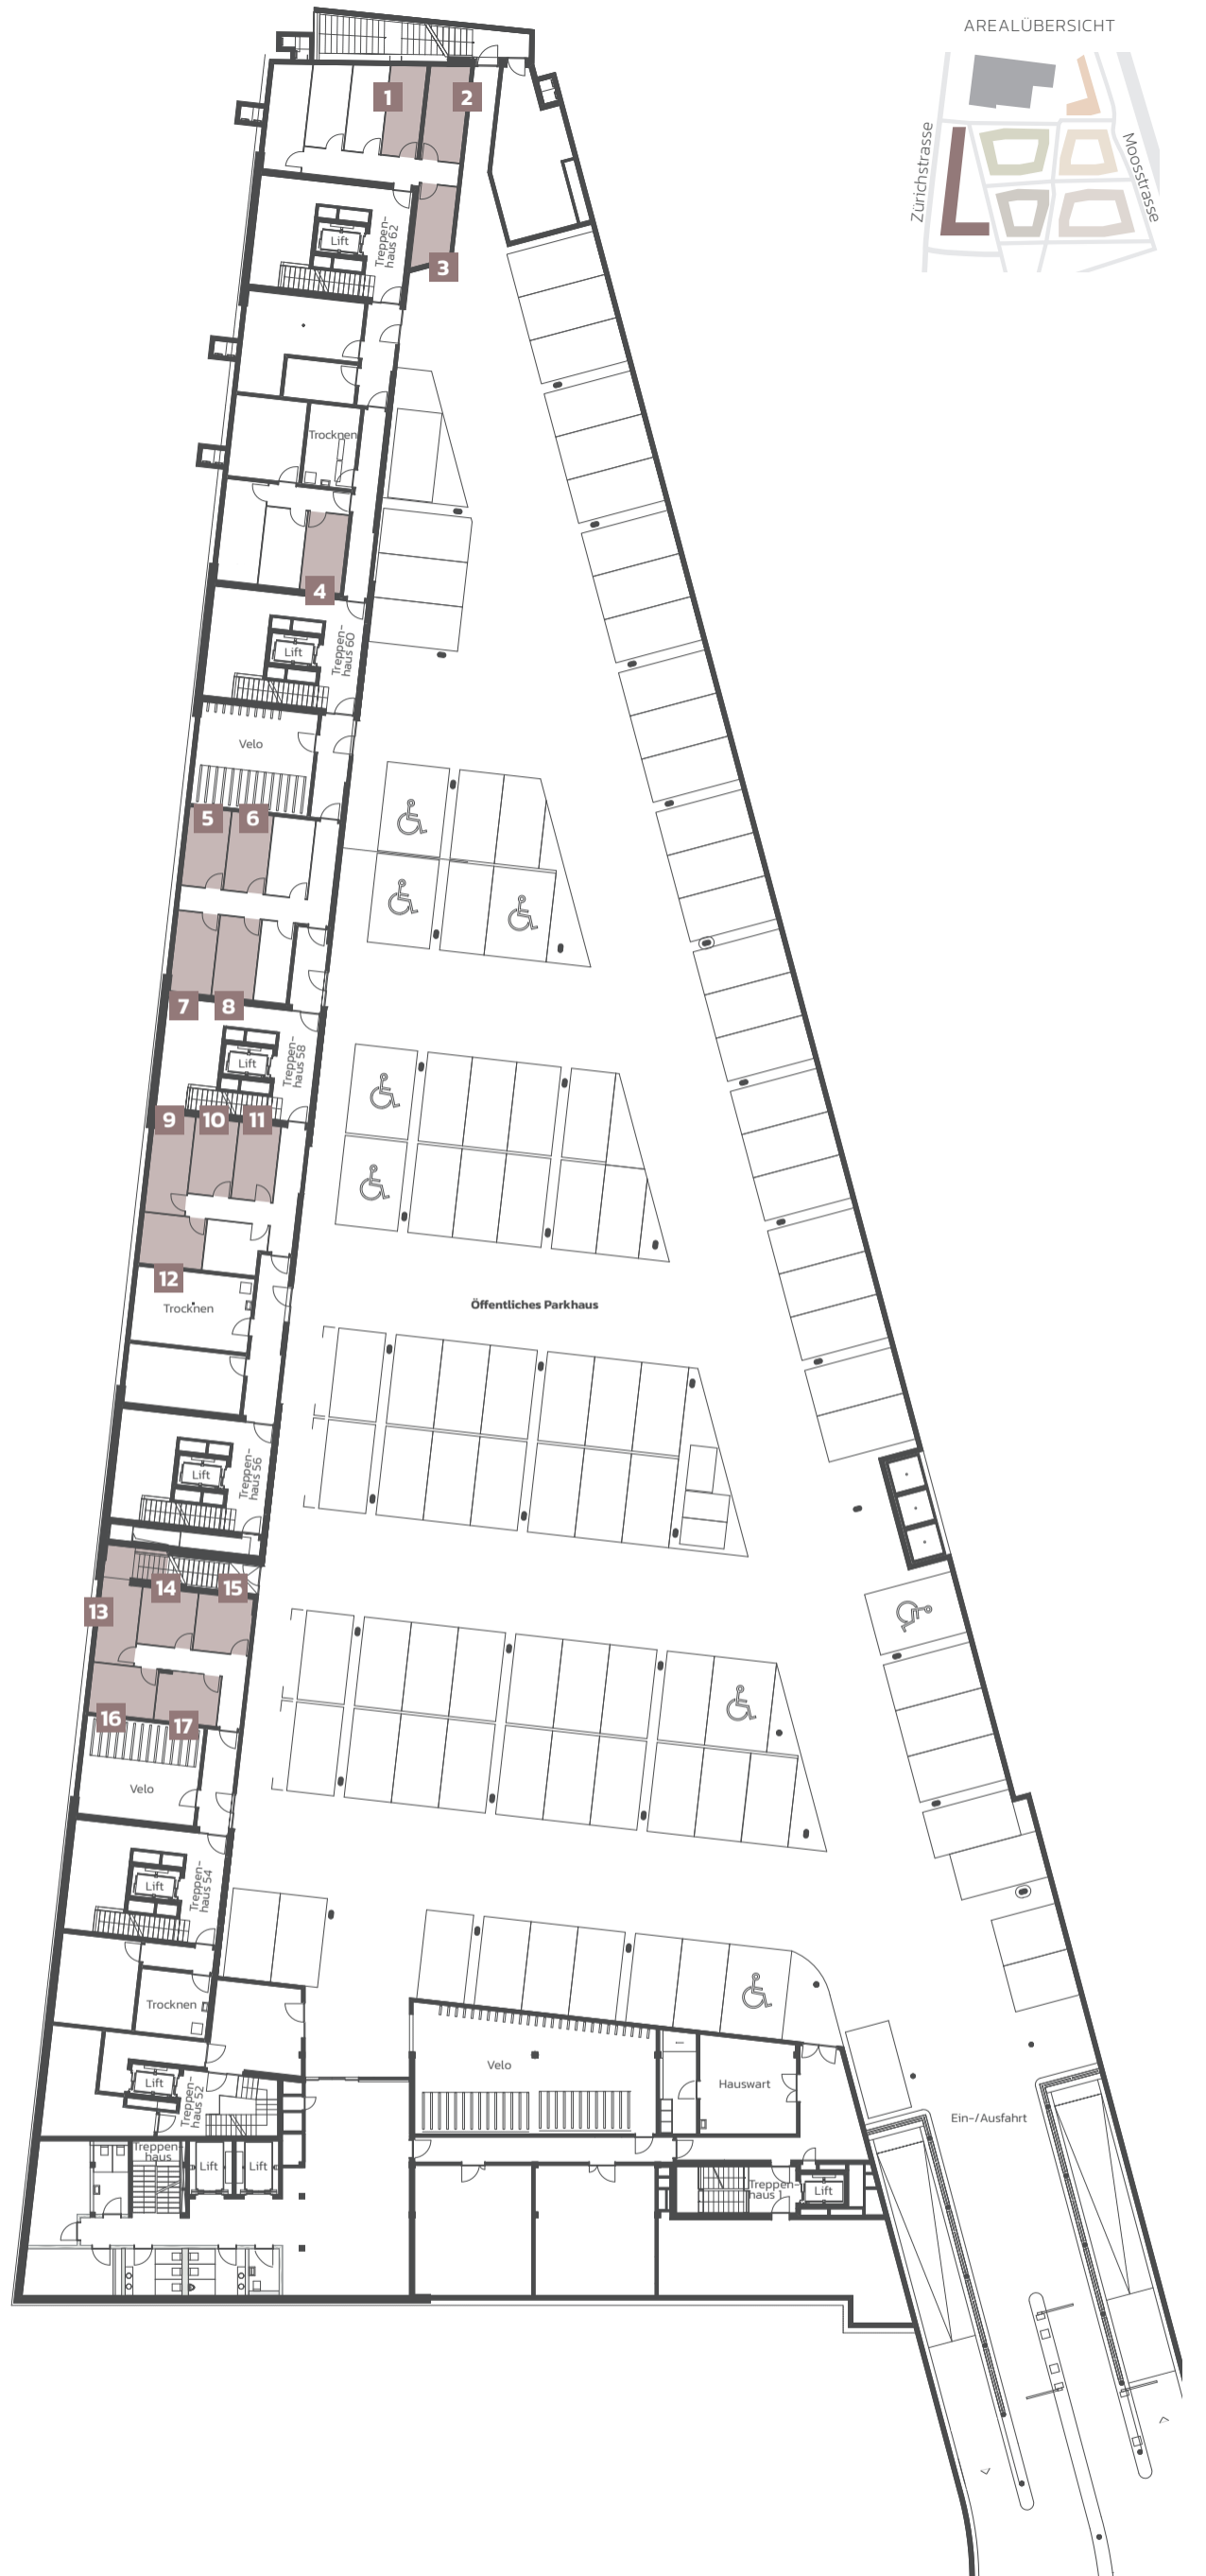 AREALÜBERSICHT
Zürichstrasse
Moosstrasse
1
2
3
Lift
Treppen-
haus 62
Trocknen
4
Lift
Treppen-
haus 60
Velo
5
6
7
8
Lift
Treppen-
haus 58
9
10
11
12
Trocknen
Öffentliches Parkhaus
Lift
Treppen-
haus 56
13
14
15
16
17
Velo
Lift
Treppen-
haus 54
Trocknen
Lift
Treppen-
haus 52
Velo
Hauswart
Ein-/Ausfahrt
Treppen-
haus
Lift
Lift
Treppen-
haus 1
Lift